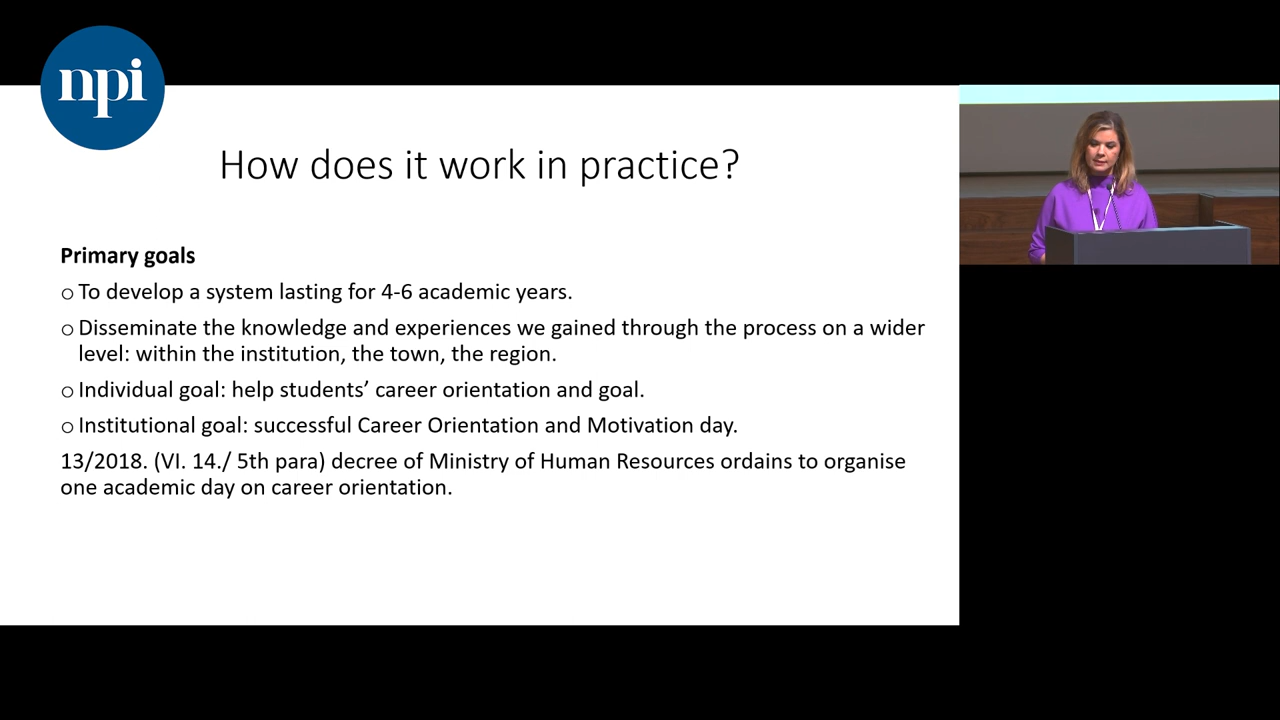 npi
How does it work in practice?
Primary goals
o To develop a system lasting for 4-6 academic years.
o Disseminate the knowledge and experiences we gained through the process on a wider
level: within the institution, the town, the region.
o Individual goal: help students’ career orientation and goal.
o Institutional goal: successful Career Orientation and Motivation day.
13/2018. (VI. 14./ 5th para) decree of Ministry of Human Resources ordains to organise
one academic day on career orientation.